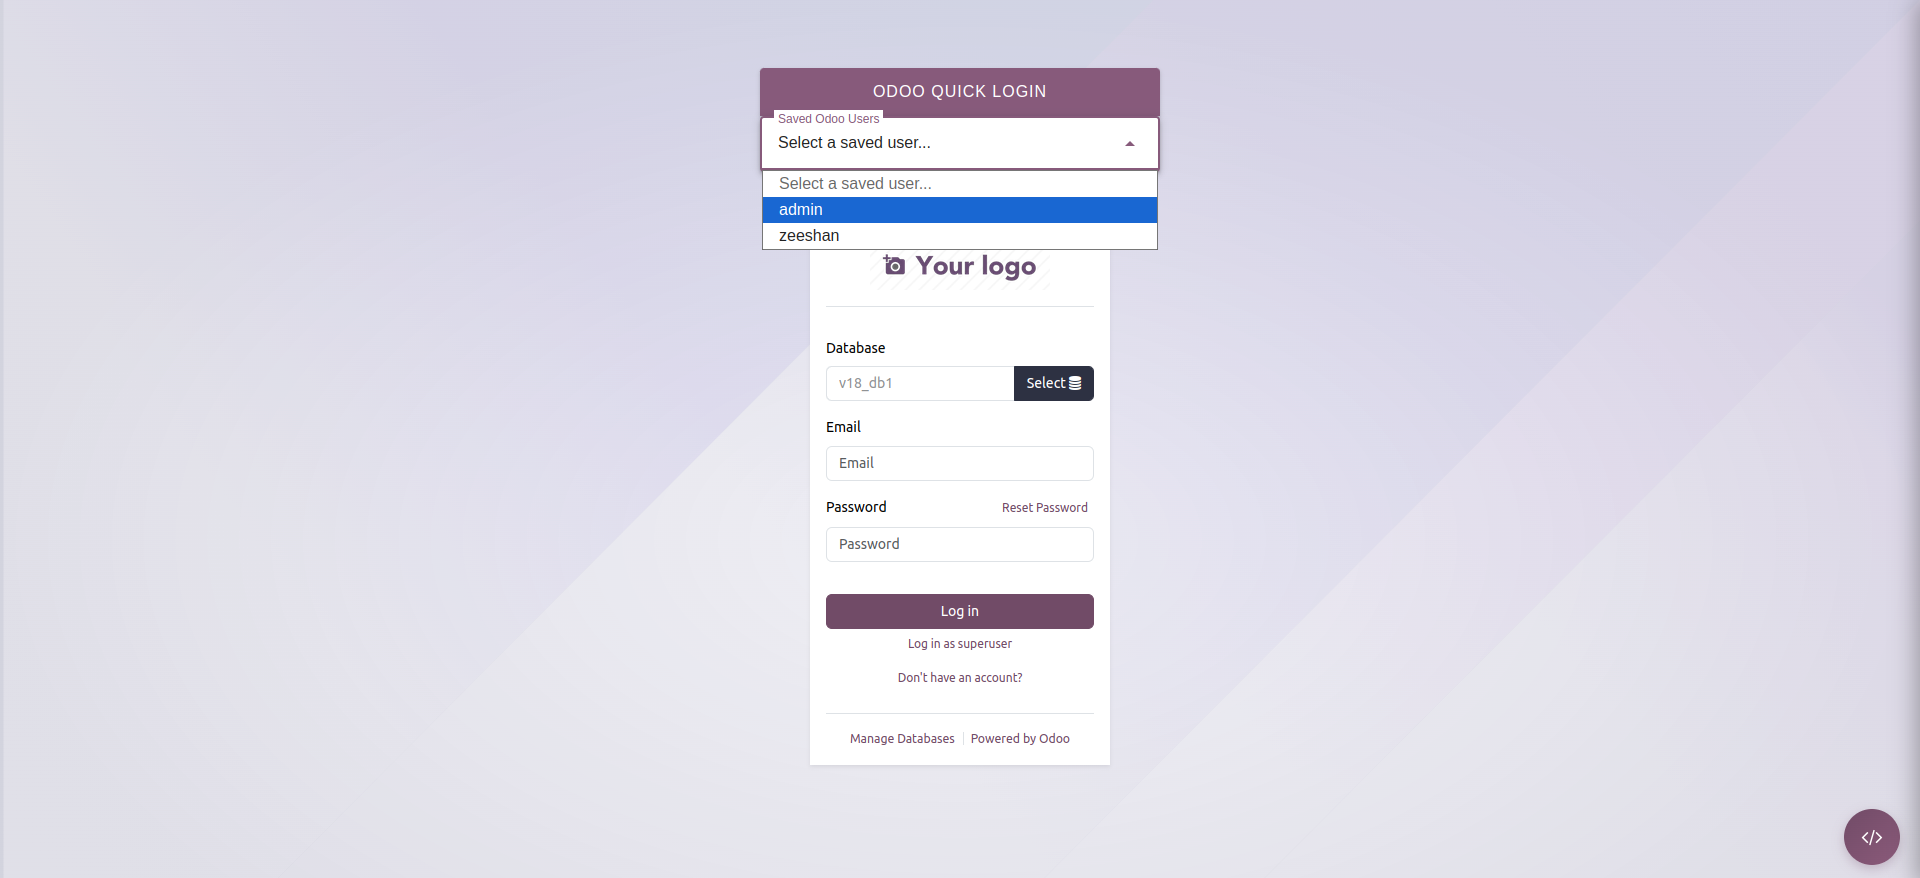 ODOO QUICK LOGIN
Saved Odoo Users
Select a saved user...
Select a saved user...
admin
zeeshan
Your logo
Database
v18_db1
Select
Email
Email
Password
Reset Password
Password
Log in
Log in as superuser
Don't have an account?
Manage Databases
Powered by Odoo